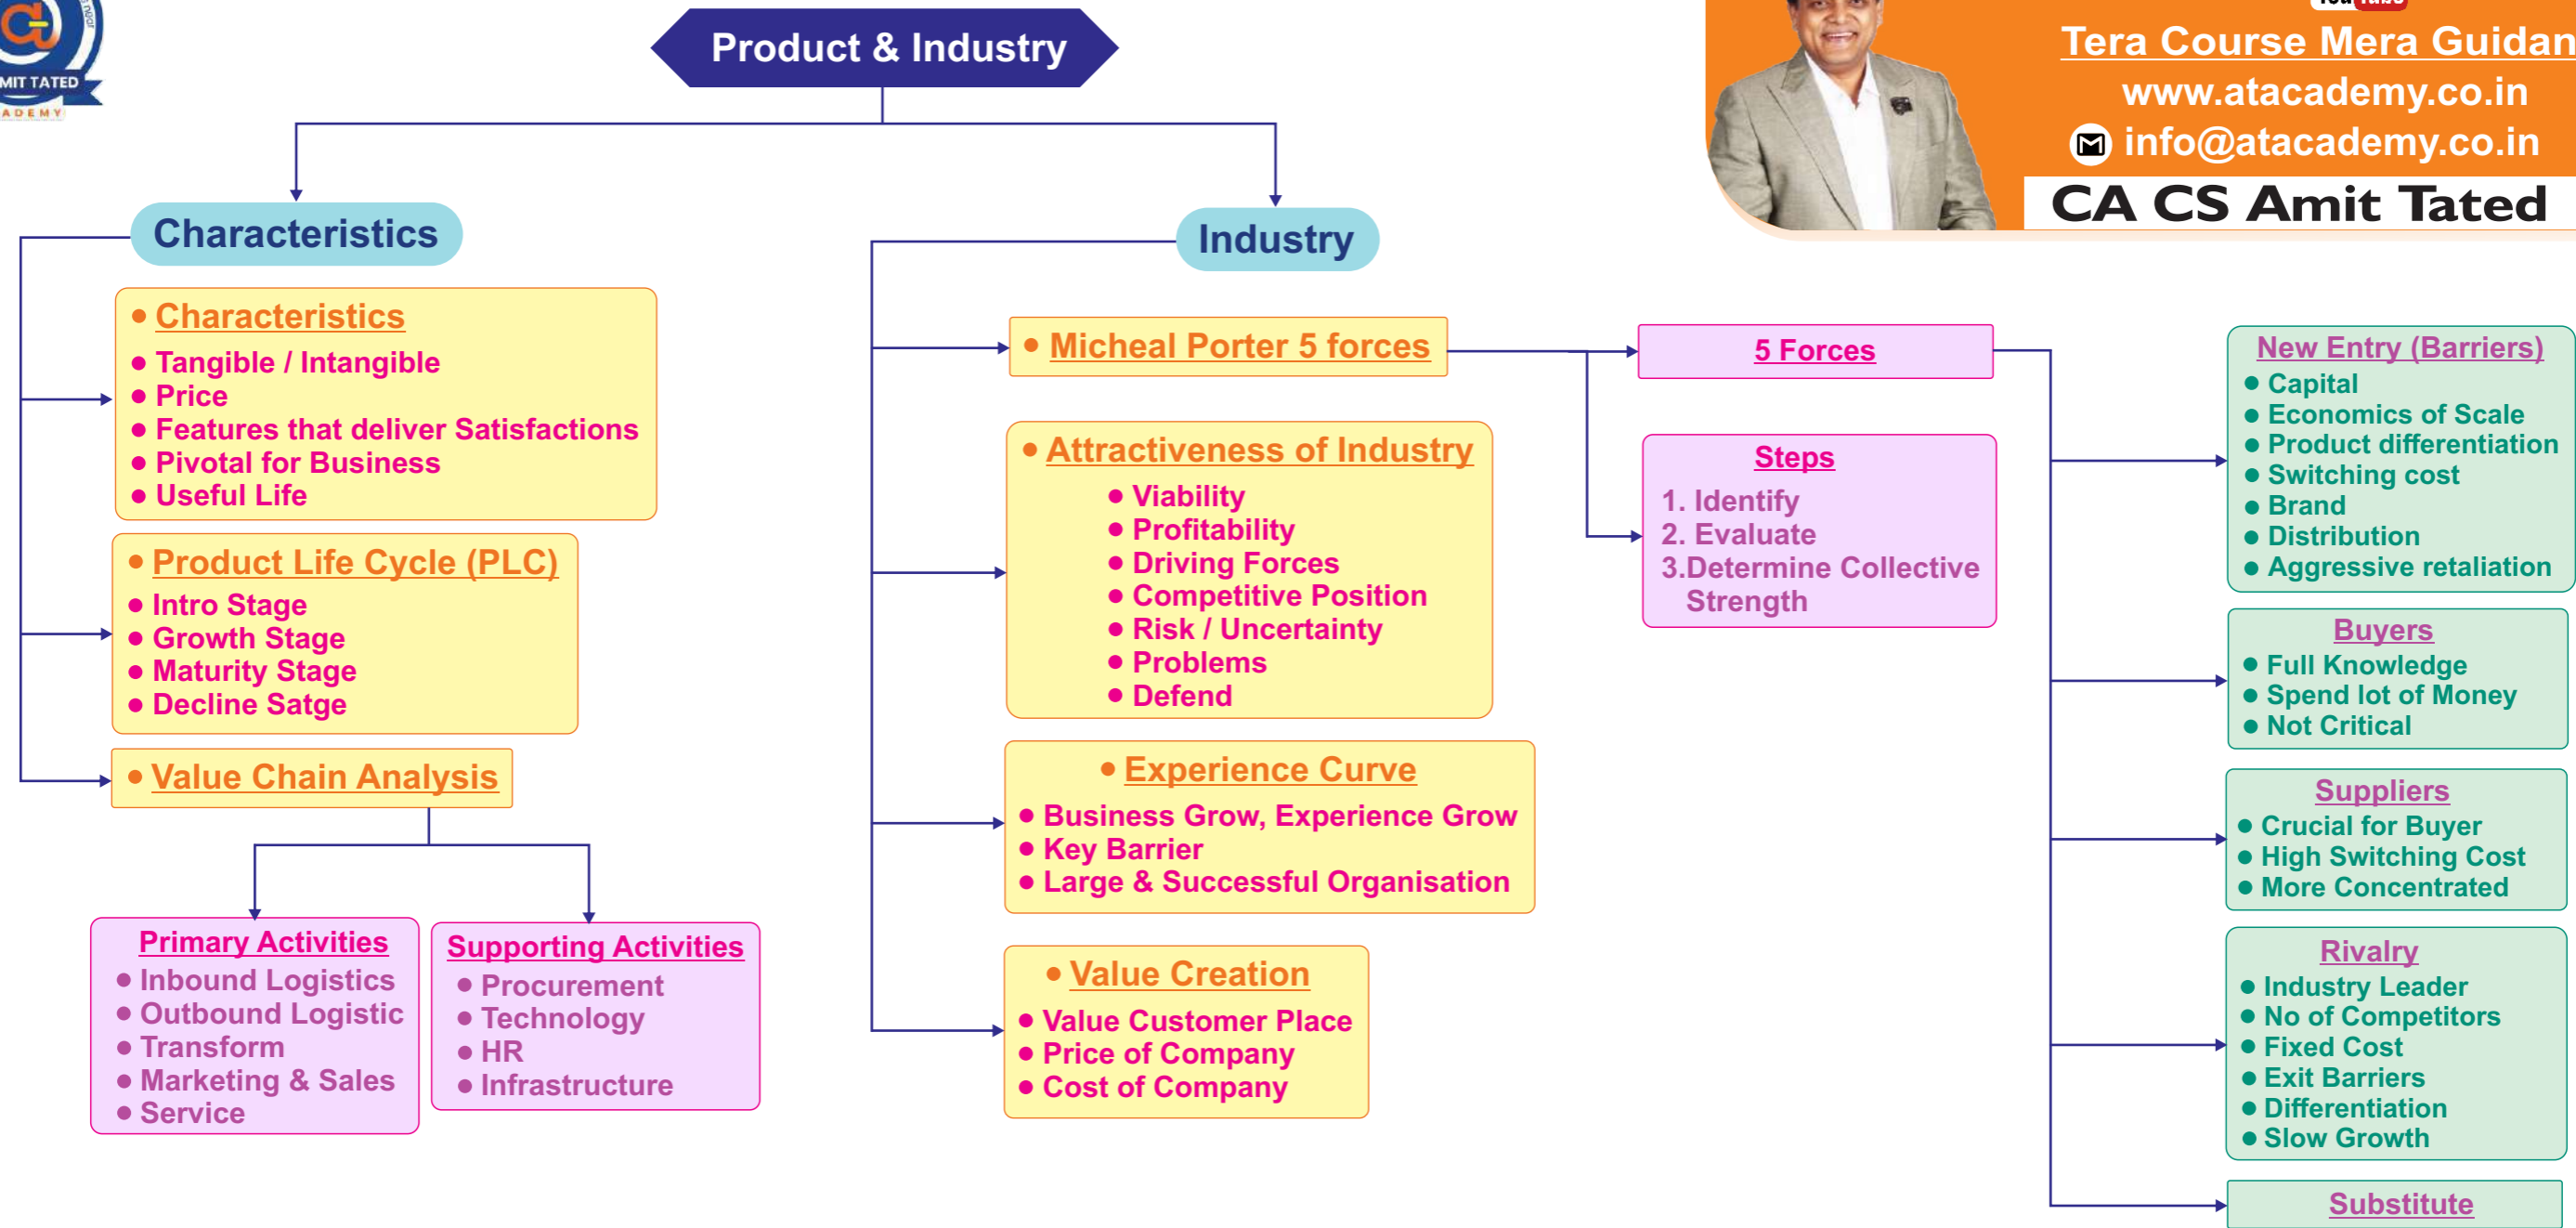 MIT TATED
ADEMY
Product & Industry
Tera Course Mera Guidan
www.atacademy.co.in
info@atacademy.co.in
CA CS Amit Tated
Characteristics
• Characteristics
• Tangible / Intangible
• Price
• Features that deliver Satisfactions
• Pivotal for Business
• Useful Life
• Product Life Cycle (PLC)
• Intro Stage
• Growth Stage
• Maturity Stage
• Decline Satge
• Value Chain Analysis
Primary Activities
• Inbound Logistics
• Outbound Logistic
• Transform
• Marketing & Sales
• Service
Supporting Activities
• Procurement
• Technology
• HR
• Infrastructure
Industry
• Micheal Porter 5 forces
• Attractiveness of Industry
• Viability
• Profitability
• Driving Forces
• Competitive Position
• Risk / Uncertainty
• Problems
• Defend
• Experience Curve
• Business Grow, Experience Grow
• Key Barrier
• Large & Successful Organisation
• Value Creation
• Value Customer Place
• Price of Company
• Cost of Company
5 Forces
Steps
1. Identify
2. Evaluate
3.Determine Collective
Strength
New Entry (Barriers)
• Capital
• Economics of Scale
• Product differentiation
• Switching cost
• Brand
• Distribution
• Aggressive retaliation
Buyers
• Full Knowledge
• Spend lot of Money
• Not Critical
Suppliers
• Crucial for Buyer
• High Switching Cost
• More Concentrated
Rivalry
• Industry Leader
• No of Competitors
• Fixed Cost
• Exit Barriers
• Differentiation
• Slow Growth
Substitute